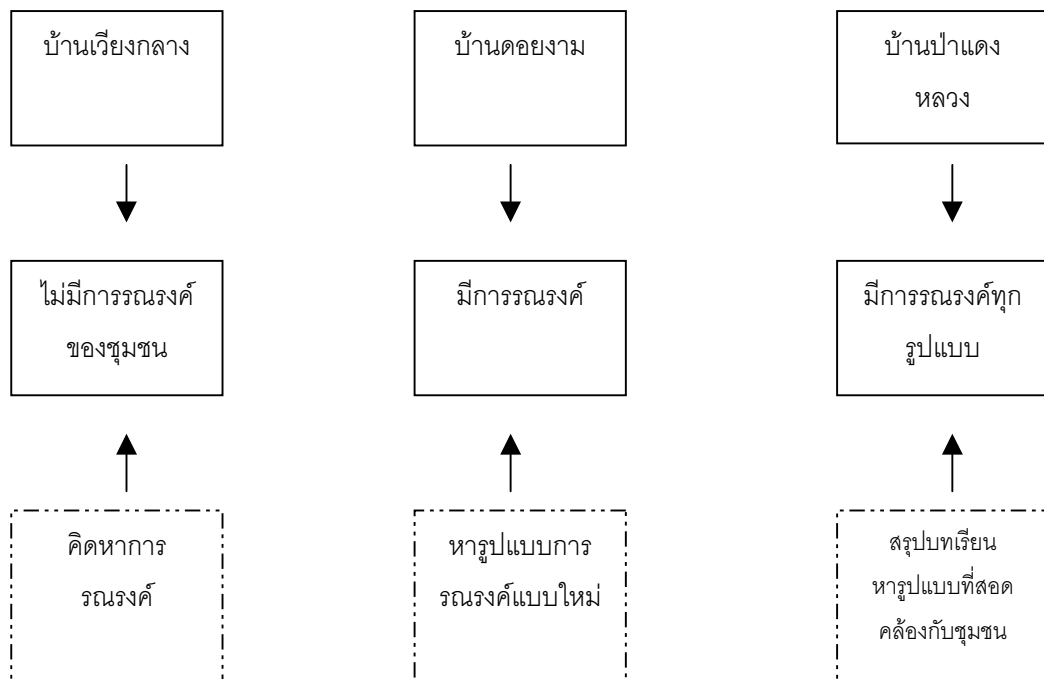 บ้านเวียงกลาง
บ้านดอยงาม
บ้านป่าแดง
หลวง
ไม่มีการรณรงค์
ของชุมชน
มีการรณรงค์
มีการรณรงค์ทุก
รูปแบบ
คิดหาการ
รณรงค์
หารูปแบบการ
รณรงค์แบบใหม่
สรุปบทเรียน
หารูปแบบที่สอด
คล้องกับชุมชน